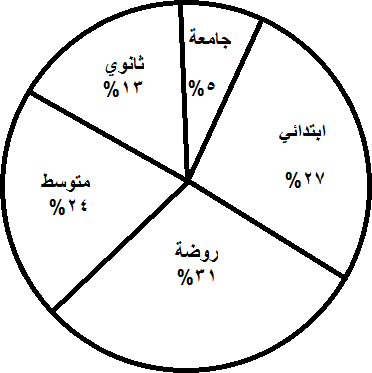 جامعة
%٥
ثانوي
%١٣
ابتدائي
%٢٧
متوسط
%٢٤
روضة
%٣١